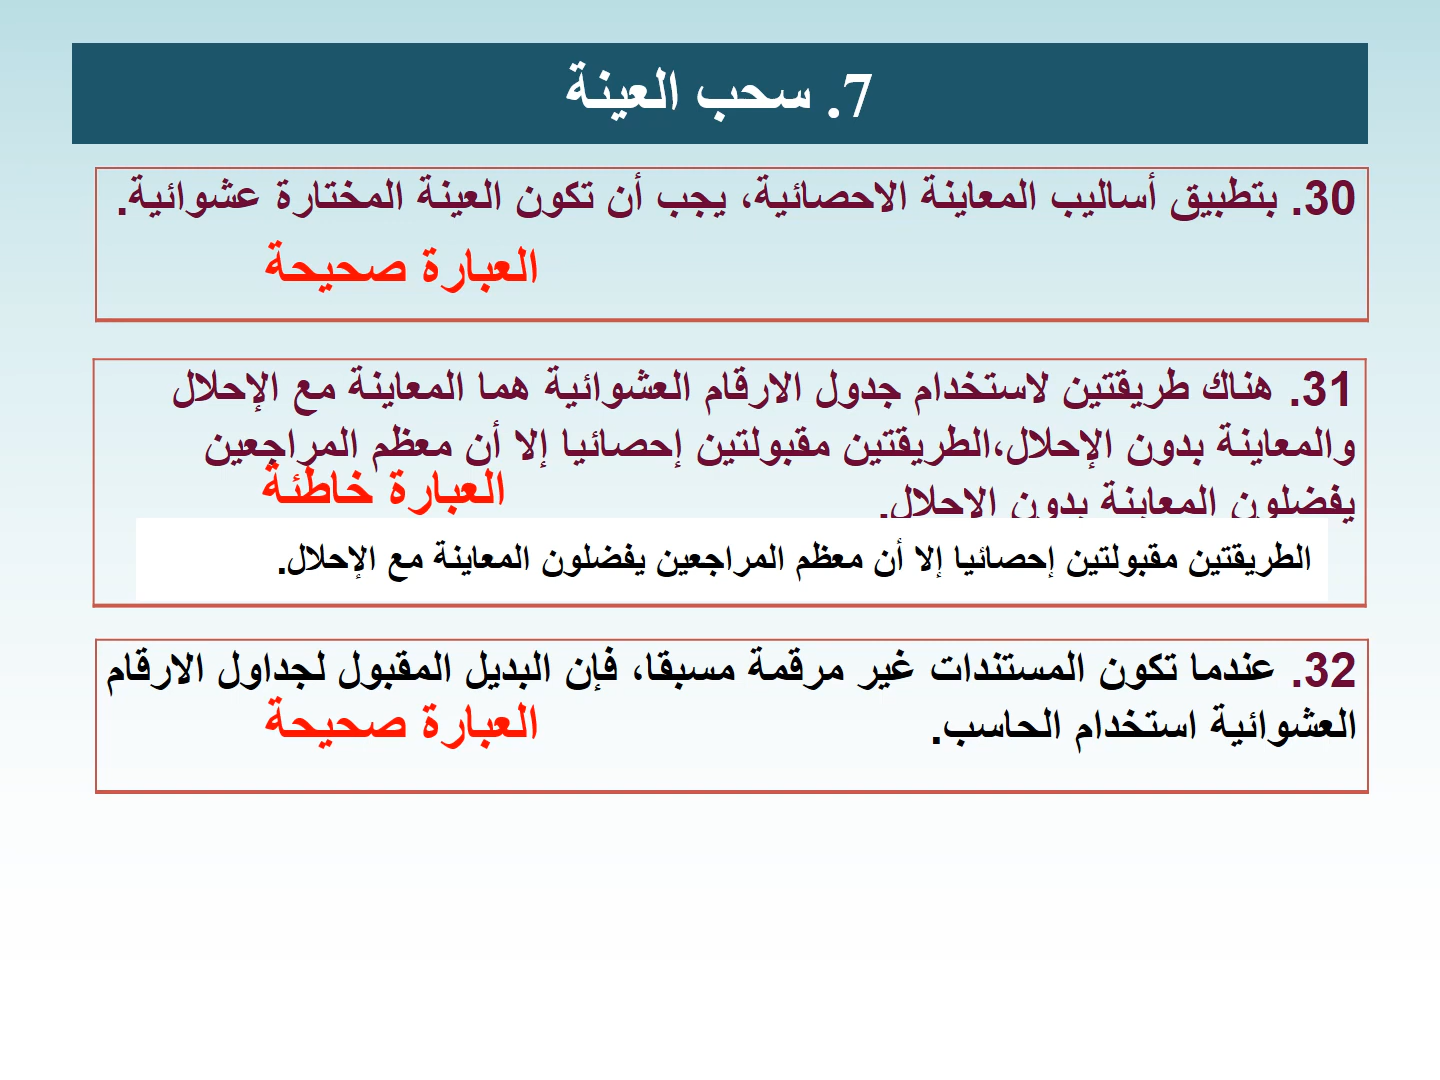 7. سحب العينة
30. بتطبيق أساليب المعاينة الاحصائية، يجب أن تكون العينة المختارة عشوائية.
العبارة صحيحة
31. هناك طريقتين لاستخدام جدول الارقام العشوائية هما المعاينة مع الإحلال
والمعاينة بدون الإحلال،الطريقتين مقبولتين إحصائيا إلا أن معظم المراجعين
يفضلون المعاينة بدون الإحلال.
العبارة خاطئة
الطريقتين مقبولتين إحصائيا إلا أن معظم المراجعين يفضلون المعاينة مع الإحلال.
32. عندما تكون المستندات غير مرقمة مسبقا، فإن البديل المقبول لجداول الارقام
العشوائية استخدام الحاسب.
العبارة صحيحة